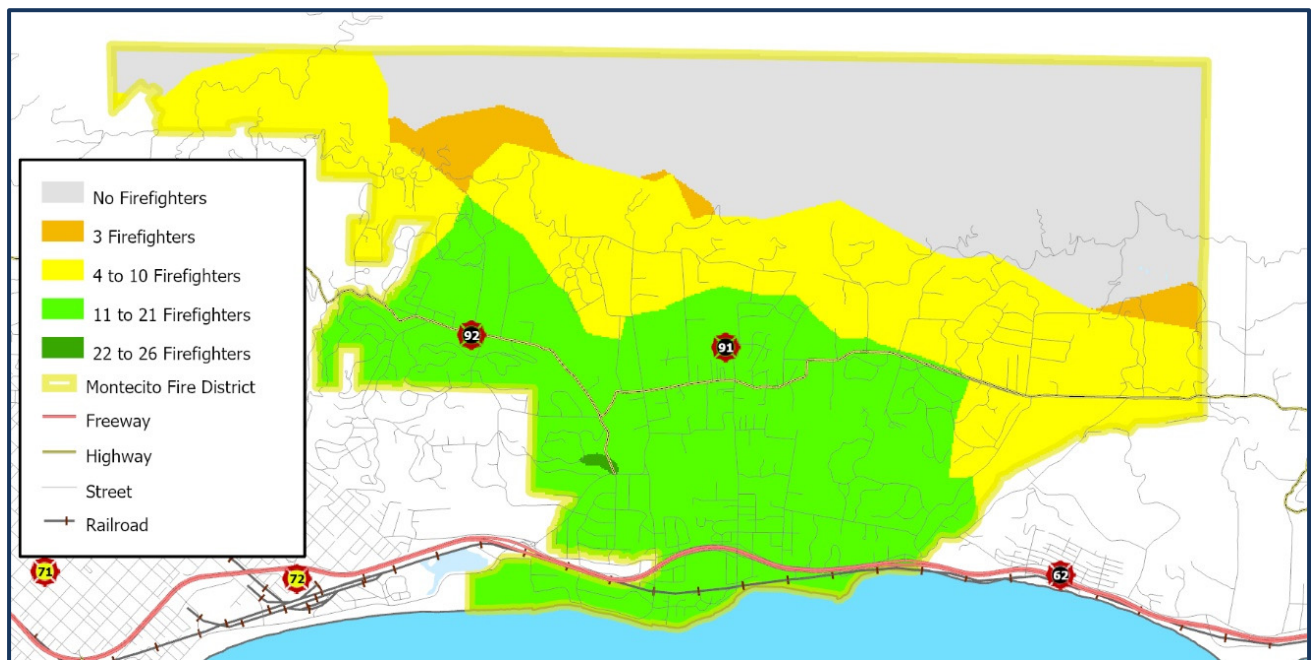 No Firefighters
3 Firefighters
4 to 10 Firefighters
11 to 21 Firefighters
22 to 26 Firefighters
Montecito Fire District
Freeway
Highway
Street
Railroad
92
91
71
72
62